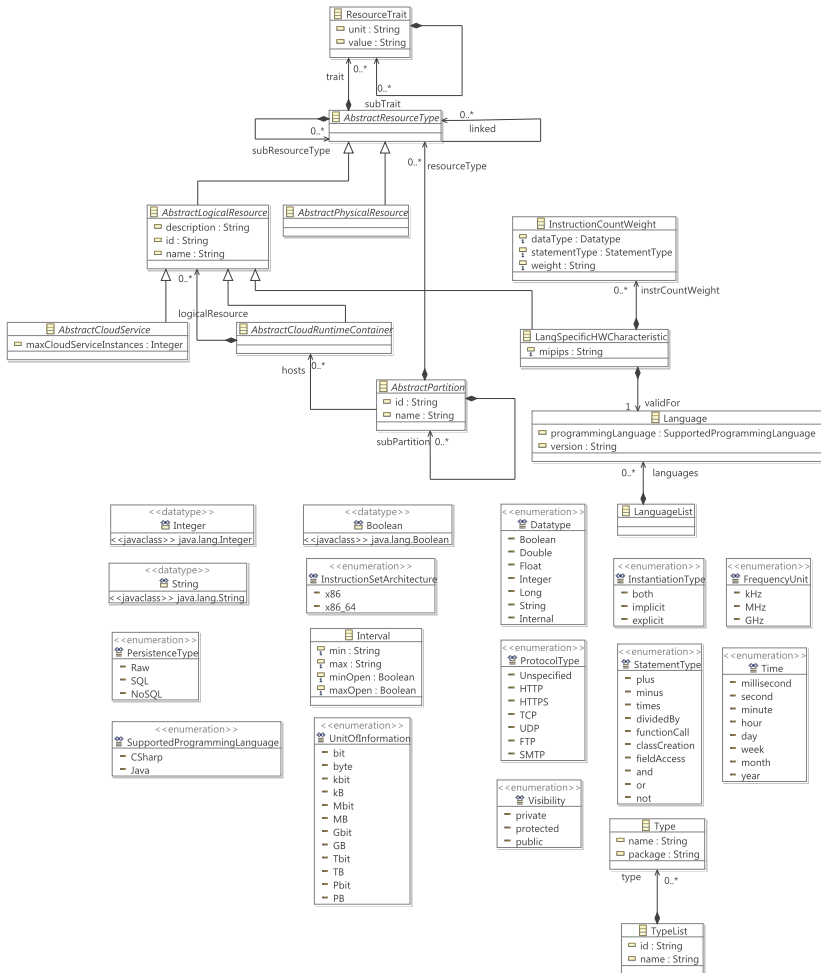 ResourceTrait
unit : String
value : String
trait
0..*
0..*
subTrait
AbstractResourceType
0..*
0..*
linked
subResourceType
0..*
resourceType
AbstractLogicalResource
description : String
id : String
name : String
AbstractPhysicalResource
InstructionCountWeight
dataType : Datatype
statementType : StatementType
weight : String
0..*
0..*
instrCountWeight
logicalResource
AbstractCloudService
maxCloudServiceInstances : Integer
AbstractCloudRuntimeContainer
LangSpecificHWCharacteristic
mipips : String
hosts
0..*
AbstractPartition
id : String
name : String
1
validFor
subPartition
0..*
Language
programmingLanguage : SupportedProgrammingLanguage
version : String
0..*
languages
LanguageList
<<datatype>>
Integer
<<javaclass>> java.lang.Integer
<<datatype>>
Boolean
<<javaclass>> java.lang.Boolean
<<enumeration>>
Datatype
Boolean
Double
Float
Integer
Long
String
Internal
<<datatype>>
String
<<javaclass>> java.lang.String
<<enumeration>>
InstructionSetArchitecture
x86
x86_64
<<enumeration>>
InstantiationType
both
implicit
explicit
<<enumeration>>
FrequencyUnit
kHz
MHz
GHz
<<enumeration>>
PersistenceType
Raw
SQL
NoSQL
Interval
min : String
max : String
minOpen : Boolean
maxOpen : Boolean
<<enumeration>>
ProtocolType
Unspecified
HTTP
HTTPS
TCP
UDP
FTP
SMTP
<<enumeration>>
StatementType
plus
minus
times
dividedBy
functionCall
classCreation
fieldAccess
and
or
not
<<enumeration>>
Time
millisecond
second
minute
hour
day
week
month
year
<<enumeration>>
SupportedProgrammingLanguage
CSharp
Java
<<enumeration>>
UnitOfInformation
bit
byte
kbit
kB
Mbit
MB
Gbit
GB
Tbit
TB
Pbit
PB
<<enumeration>>
Visibility
private
protected
public
Type
name : String
package : String
type
0..*
TypeList
id : String
name : String